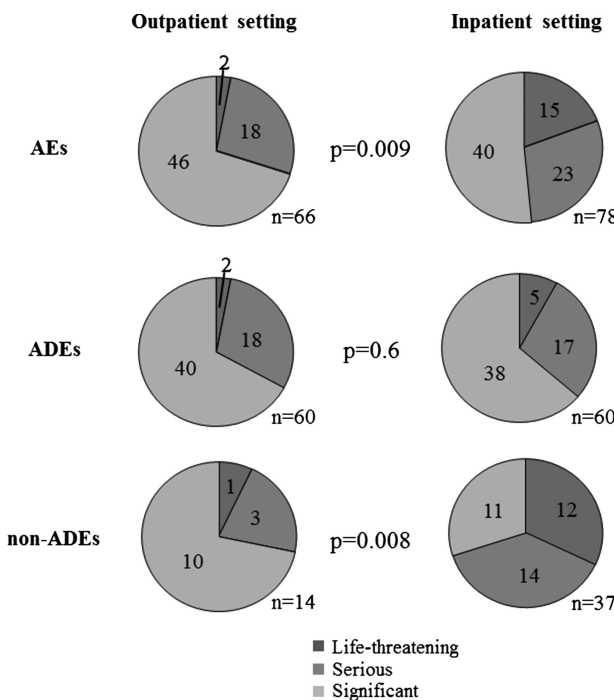 Outpatient setting Inpatient setting
2
18
46
AEs
p=0.009
15
40
23
n=66
n=78
2
18
40
ADEs
p=0.6
5
17
38
n=60
n=60
1
3
10
non-ADEs
p=0.008
11
12
14
n=14
n=37
Life-threatening
Serious
Significant